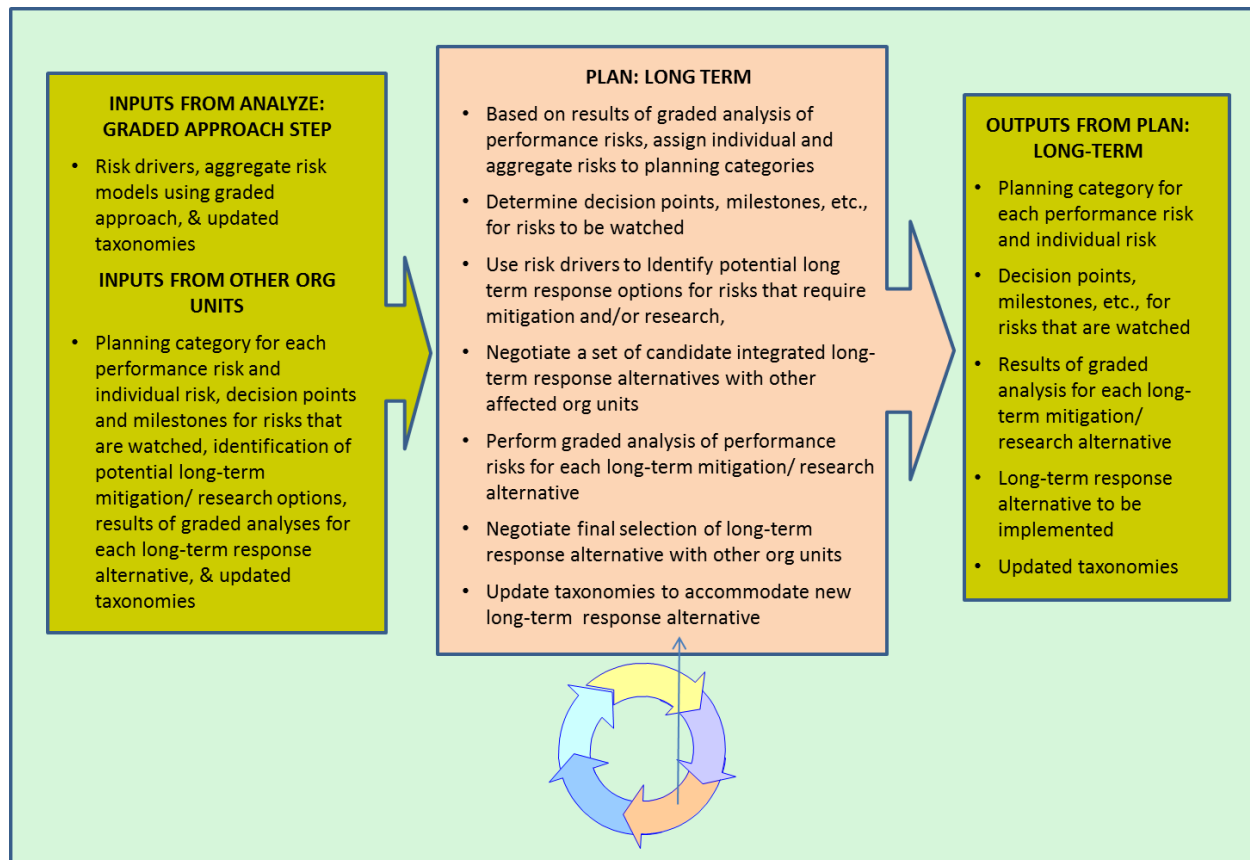 INPUTS FROM ANALYZE:
GRADED APPROACH STEP
• Risk drivers, aggregate risk
models using graded
approach, & updated
taxonomies
INPUTS FROM OTHER ORG
UNITS
• Planning category for each
performance risk and
individual risk, decision points
and milestones for risks that
are watched, identification of
potential long-term
mitigation/ research options,
results of graded analyses for
each long-term response
alternative, & updated
taxonomies
PLAN: LONG TERM
• Based on results of graded analysis of
performance risks, assign individual and
aggregate risks to planning categories
• Determine decision points, milestones, etc.,
for risks to be watched
• Use risk drivers to Identify potential long
term response options for risks that require
mitigation and/or research,
• Negotiate a set of candidate integrated long-
term response alternatives with other
affected org units
• Perform graded analysis of performance
risks for each long-term mitigation/ research
alternative
• Negotiate final selection of long-term
response alternative with other org units
• Update taxonomies to accommodate new
long-term response alternative
OUTPUTS FROM PLAN:
LONG-TERM
• Planning category for
each performance risk
and individual risk
• Decision points,
milestones, etc., for
risks that are watched
• Results of graded
analysis for each long-
term mitigation/
research alternative
• Long-term response
alternative to be
implemented
• Updated taxonomies